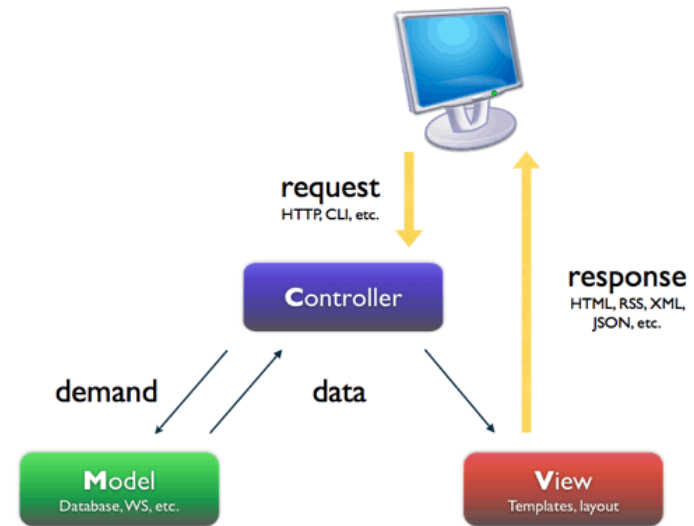 request
HTTP, CLI, etc.
Controller
response
HTML, RSS, XML,
JSON, etc.
demand
data
Model
Database, WS, etc.
View
Templates, layout